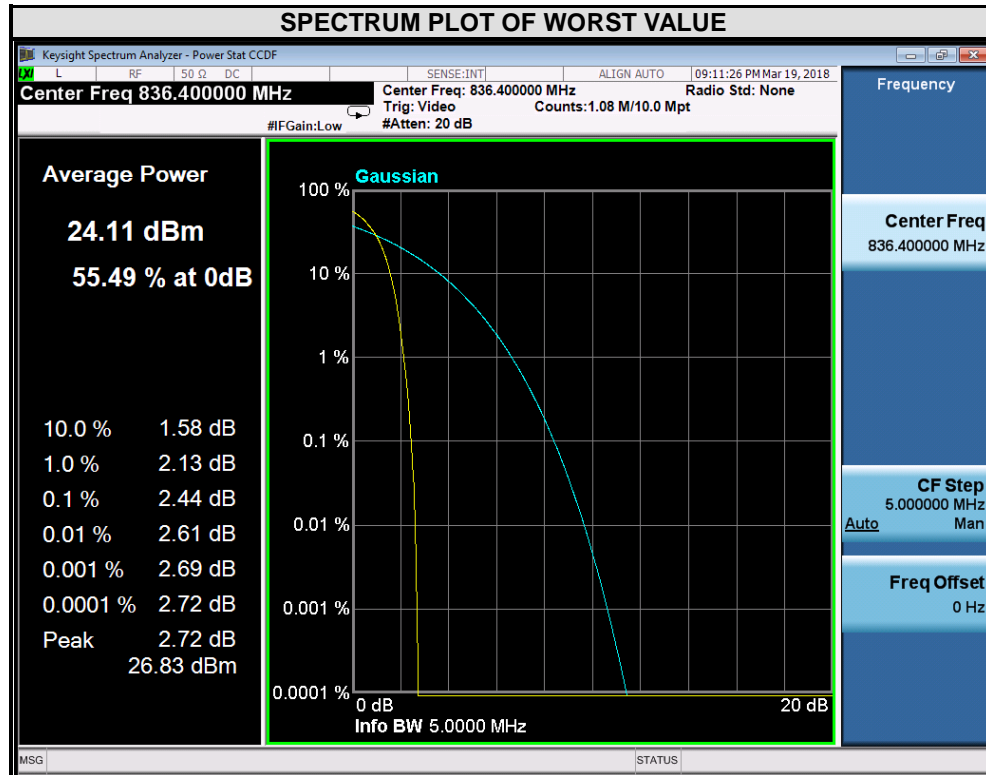 SPECTRUM PLOT OF WORST VALUE
Keysight Spectrum Analyzer - Power Stat CCDF
LXI L RF 50 Ω DC SENSE:INT ALIGN AUTO 09:11:26 PM Mar 19, 2018
Center Freq 836.400000 MHz
Center Freq: 836.400000 MHz Radio Std: None
Trig: Video Counts:1.08 M/10.0 Mpt
#IFGain:Low #Atten: 20 dB
Frequency
Average Power
24.11 dBm
55.49 % at 0dB
10.0 % 1.58 dB
1.0 % 2.13 dB
0.1 % 2.44 dB
0.01 % 2.61 dB
0.001 % 2.69 dB
0.0001 % 2.72 dB
Peak 2.72 dB
26.83 dBm
Gaussian
100 %
10 %
1 %
0.1 %
0.01 %
0.001 %
0.0001 %
0 dB 20 dB
Info BW 5.0000 MHz
Center Freq
836.400000 MHz
CF Step
5.000000 MHz
Auto Man
Freq Offset
0 Hz
MSG STATUS